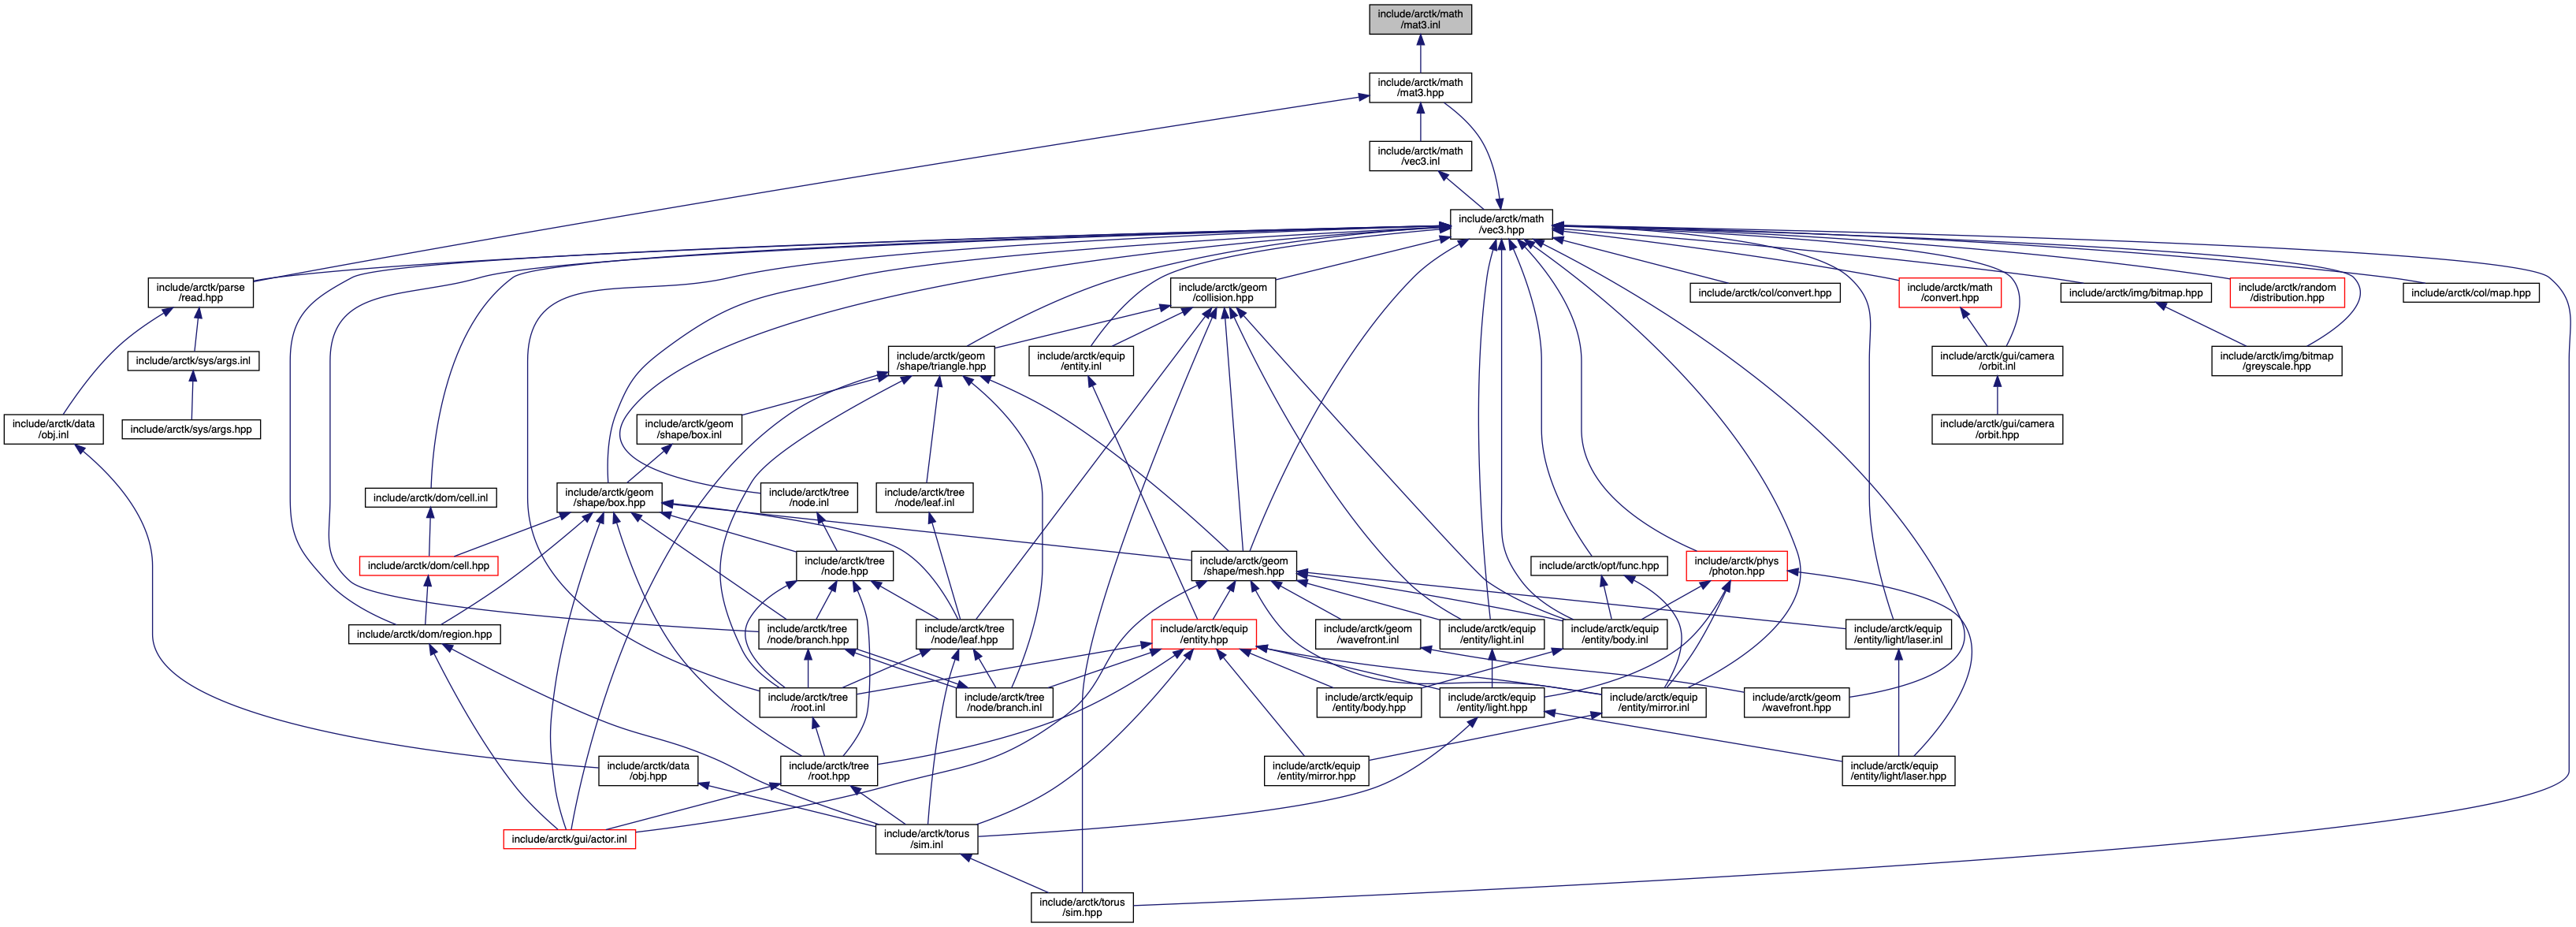 include/arctk/math
/mat3.inl
include/arctk/math
/mat3.hpp
include/arctk/math
/vec3.inl
include/arctk/math
/vec3.hpp
include/arctk/parse
/read.hpp
include/arctk/geom
/collision.hpp
include/arctk/col/convert.hpp
include/arctk/math
/convert.hpp
include/arctk/img/bitmap.hpp
include/arctk/random
/distribution.hpp
include/arctk/col/map.hpp
include/arctk/sys/args.inl
include/arctk/geom
/shape/triangle.hpp
include/arctk/equip
/entity.inl
include/arctk/gui/camera
/orbit.inl
include/arctk/img/bitmap
/greyscale.hpp
include/arctk/data
/obj.inl
include/arctk/sys/args.hpp
include/arctk/geom
/shape/box.inl
include/arctk/gui/camera
/orbit.hpp
include/arctk/dom/cell.inl
include/arctk/geom
/shape/box.hpp
include/arctk/tree
/node.inl
include/arctk/tree
/node/leaf.inl
include/arctk/dom/cell.hpp
include/arctk/tree
/node.hpp
include/arctk/geom
/shape/mesh.hpp
include/arctk/opt/func.hpp
include/arctk/phys
/photon.hpp
include/arctk/dom/region.hpp
include/arctk/tree
/node/branch.hpp
include/arctk/tree
/node/leaf.hpp
include/arctk/equip
/entity.hpp
include/arctk/geom
/wavefront.inl
include/arctk/equip
/entity/light.inl
include/arctk/equip
/entity/body.inl
include/arctk/equip
/entity/light/laser.inl
include/arctk/tree
/root.inl
include/arctk/tree
/node/branch.inl
include/arctk/equip
/entity/body.hpp
include/arctk/equip
/entity/light.hpp
include/arctk/equip
/entity/mirror.inl
include/arctk/geom
/wavefront.hpp
include/arctk/data
/obj.hpp
include/arctk/tree
/root.hpp
include/arctk/equip
/entity/mirror.hpp
include/arctk/equip
/entity/light/laser.hpp
include/arctk/gui/actor.inl
include/arctk/torus
/sim.inl
include/arctk/torus
/sim.hpp